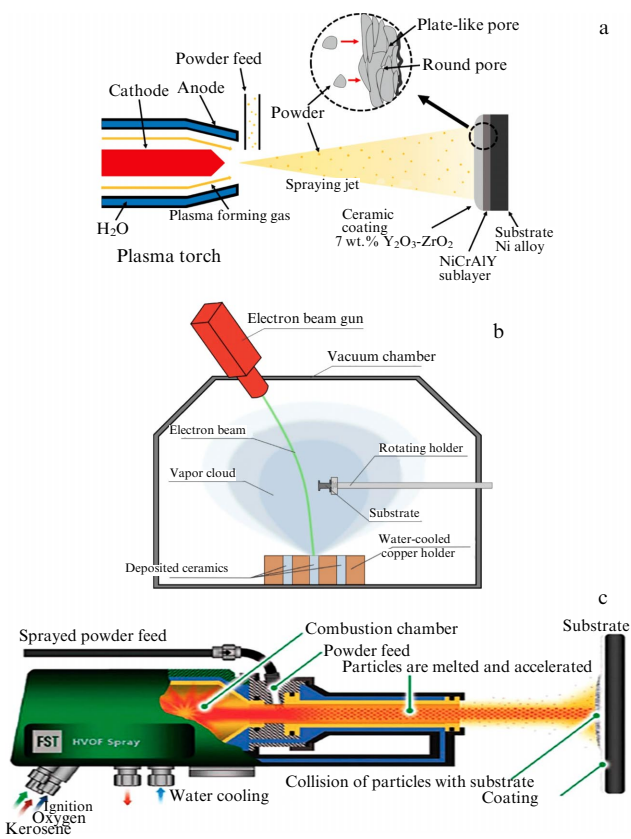 a
Plate-like pore
Round pore
Powder
feed
Anode
Cathode
Powder
Spraying jet
Plasma forming gas
H₂O
Plasma torch
Ceramic
coating
7 wt.% Y₂O₃-ZrO₂
NiCrAlY
sublayer
Substrate
Ni alloy
b
Electron beam gun
Vacuum chamber
Electron beam
Rotating holder
Vapor cloud
Substrate
Water-cooled
copper holder
Deposited ceramics
c
Substrate
Sprayed powder feed
Combustion chamber
Powder feed
Particles are melted and accelerated
FST HVOF Spray
Collision of particles with substrate
Coating
Water cooling
Ignition
Oxygen
Kerosene